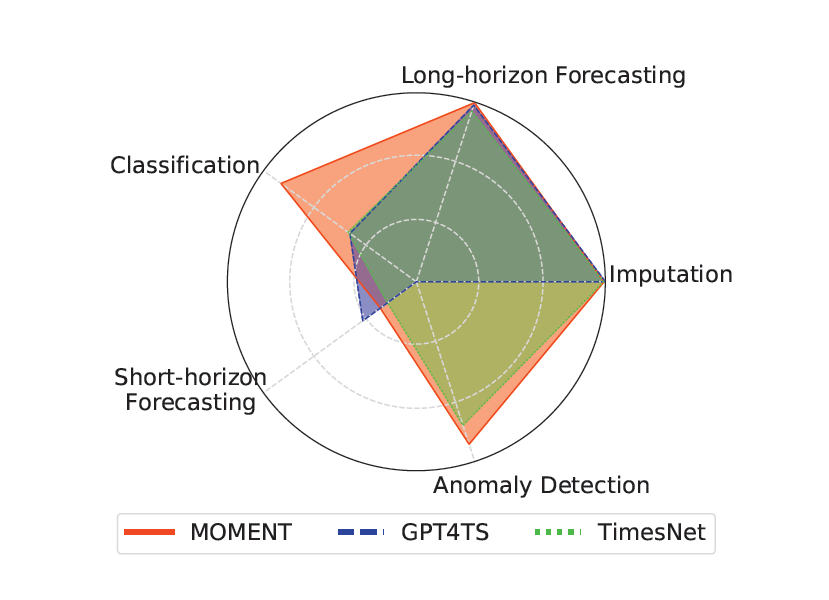 Long-horizon Forecasting
Classification
Imputation
Short-horizon
Forecasting
Anomaly Detection
MOMENT GPT4TS TimesNet